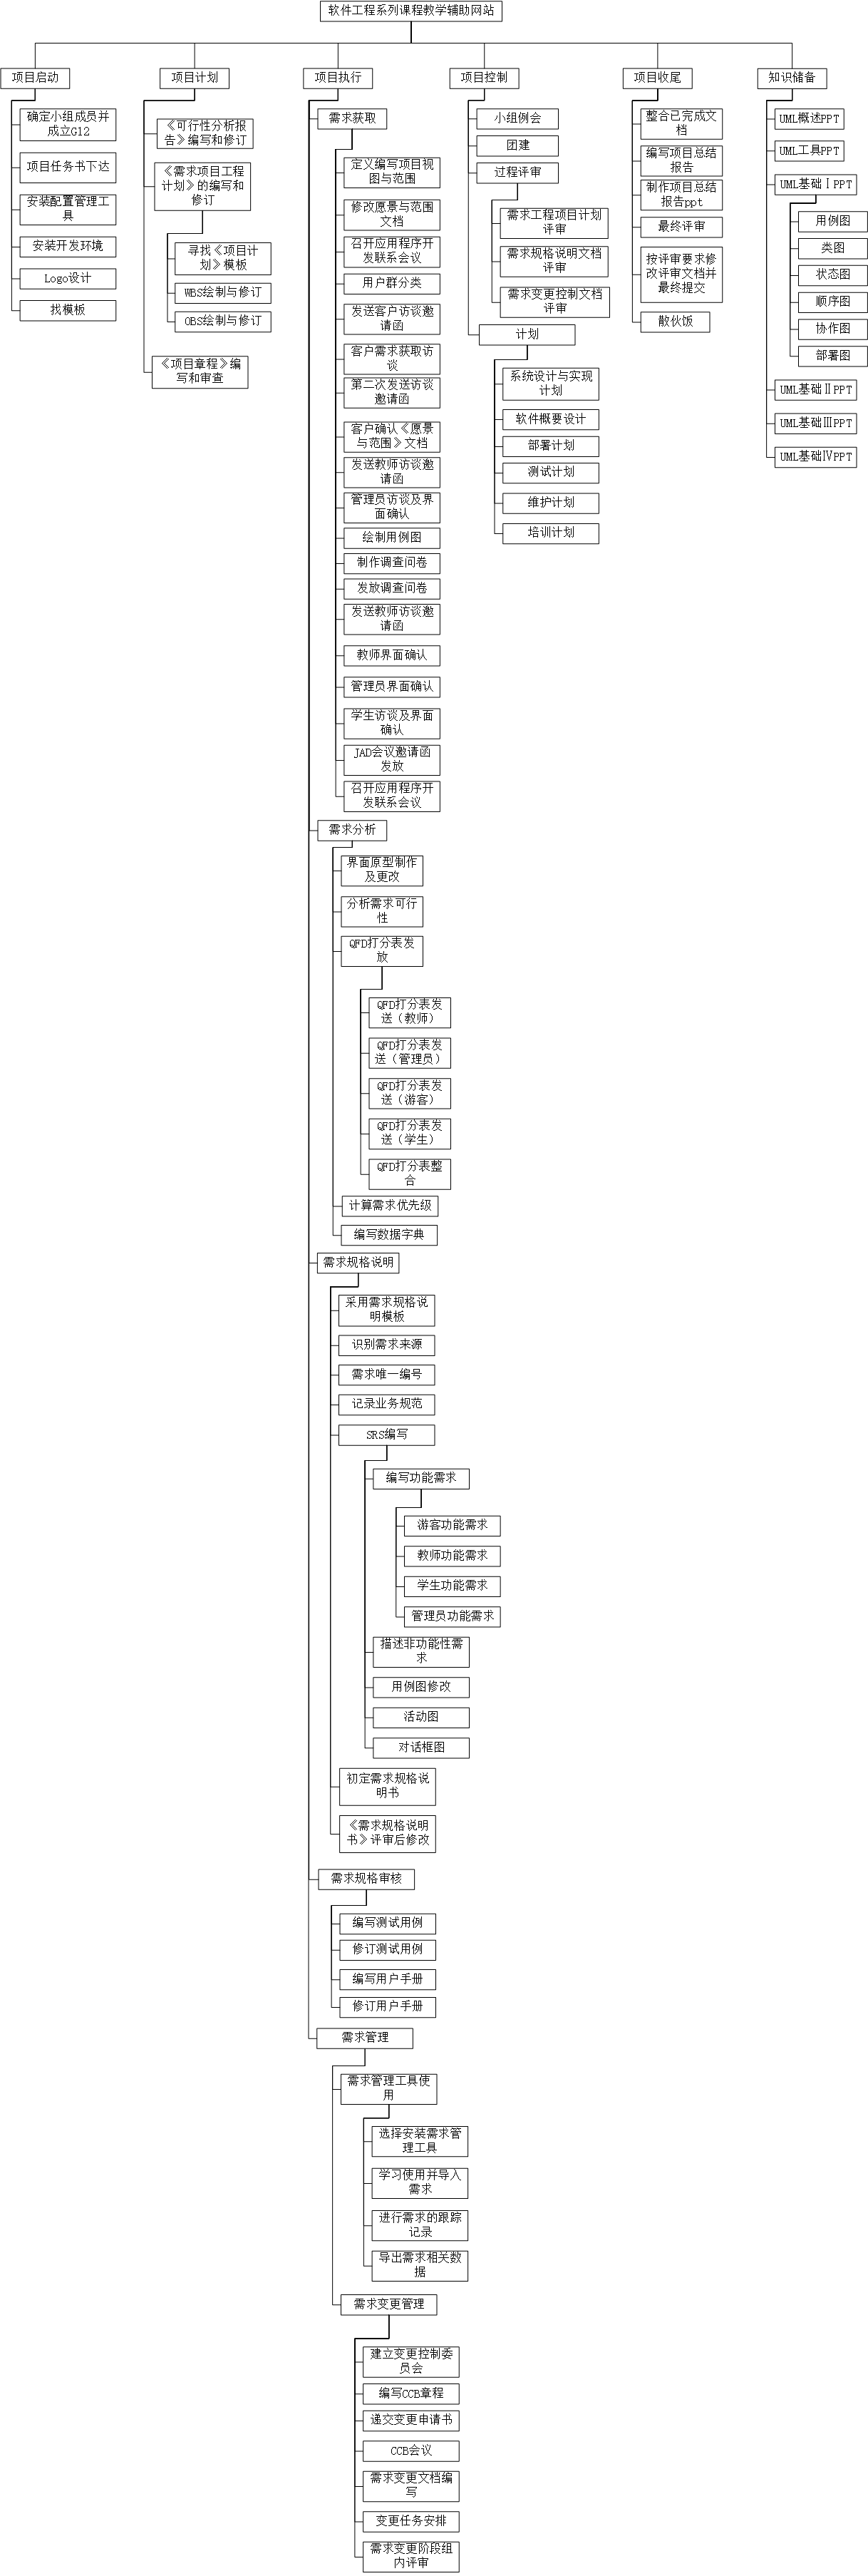 软件工程系列课程教学辅助网站
项目启动
确定小组成员并
成立G12
项目任务书下达
安装配置管理工
具
安装开发环境
Logo设计
找模板
项目计划
《可行性分析报
告》编写和修订
《需求项目工程
计划》的编写和
修订
寻找《项目计
划》模板
WBS绘制与修订
OBS绘制与修订
《项目章程》编
写和审查
项目执行
需求获取
定义编写项目视
图与范围
修改愿景与范围
文档
召开应用程序开
发联系会议
用户群分类
发送客户访谈邀
请函
客户需求获取访
谈
第二次发送访谈
邀请函
客户确认《愿景
与范围》文档
发送教师访谈邀
请函
管理员访谈及界
面确认
绘制用例图
制作调查问卷
发放调查问卷
发送教师访谈邀
请函
教师界面确认
管理员界面确认
学生访谈及界面
确认
JAD会议邀请函
发放
召开应用程序开
发联系会议
需求分析
界面原型制作
及更改
分析需求可行
性
QFD打分表发
放
QFD打分表发
送（教师）
QFD打分表发
送（管理员）
QFD打分表发
送（游客）
QFD打分表发
送（学生）
QFD打分表整
合
计算需求优先级
编写数据字典
需求规格说明
采用需求规格说
明模板
识别需求来源
需求唯一编号
记录业务规范
SRS编写
编写功能需求
游客功能需求
教师功能需求
学生功能需求
管理员功能需求
描述非功能性需
求
用例图修改
活动图
对话框图
初定需求规格说
明书
《需求规格说明
书》评审后修改
需求规格审核
编写测试用例
修订测试用例
编写用户手册
修订用户手册
需求管理
需求管理工具使
用
选择安装需求管
理工具
学习使用并导入
需求
进行需求的跟踪
记录
导出需求相关数
据
需求变更管理
建立变更控制委
员会
编写CCB章程
递交变更申请书
CCB会议
需求变更文档编
写
变更任务安排
需求变更阶段组
内评审
项目控制
小组例会
团建
过程评审
需求工程项目计划
评审
需求规格说明文档
评审
需求变更控制文档
评审
计划
系统设计与实现
计划
软件概要设计
部署计划
测试计划
维护计划
培训计划
项目收尾
整合已完成文
档
编写项目总结
报告
制作项目总结
报告ppt
最终评审
按评审要求修
改评审文档并
最终提交
散伙饭
知识储备
UML概述PPT
UML工具PPT
UML基础ⅠPPT
用例图
类图
状态图
顺序图
协作图
部署图
UML基础ⅡPPT
UML基础ⅢPPT
UML基础ⅣPPT